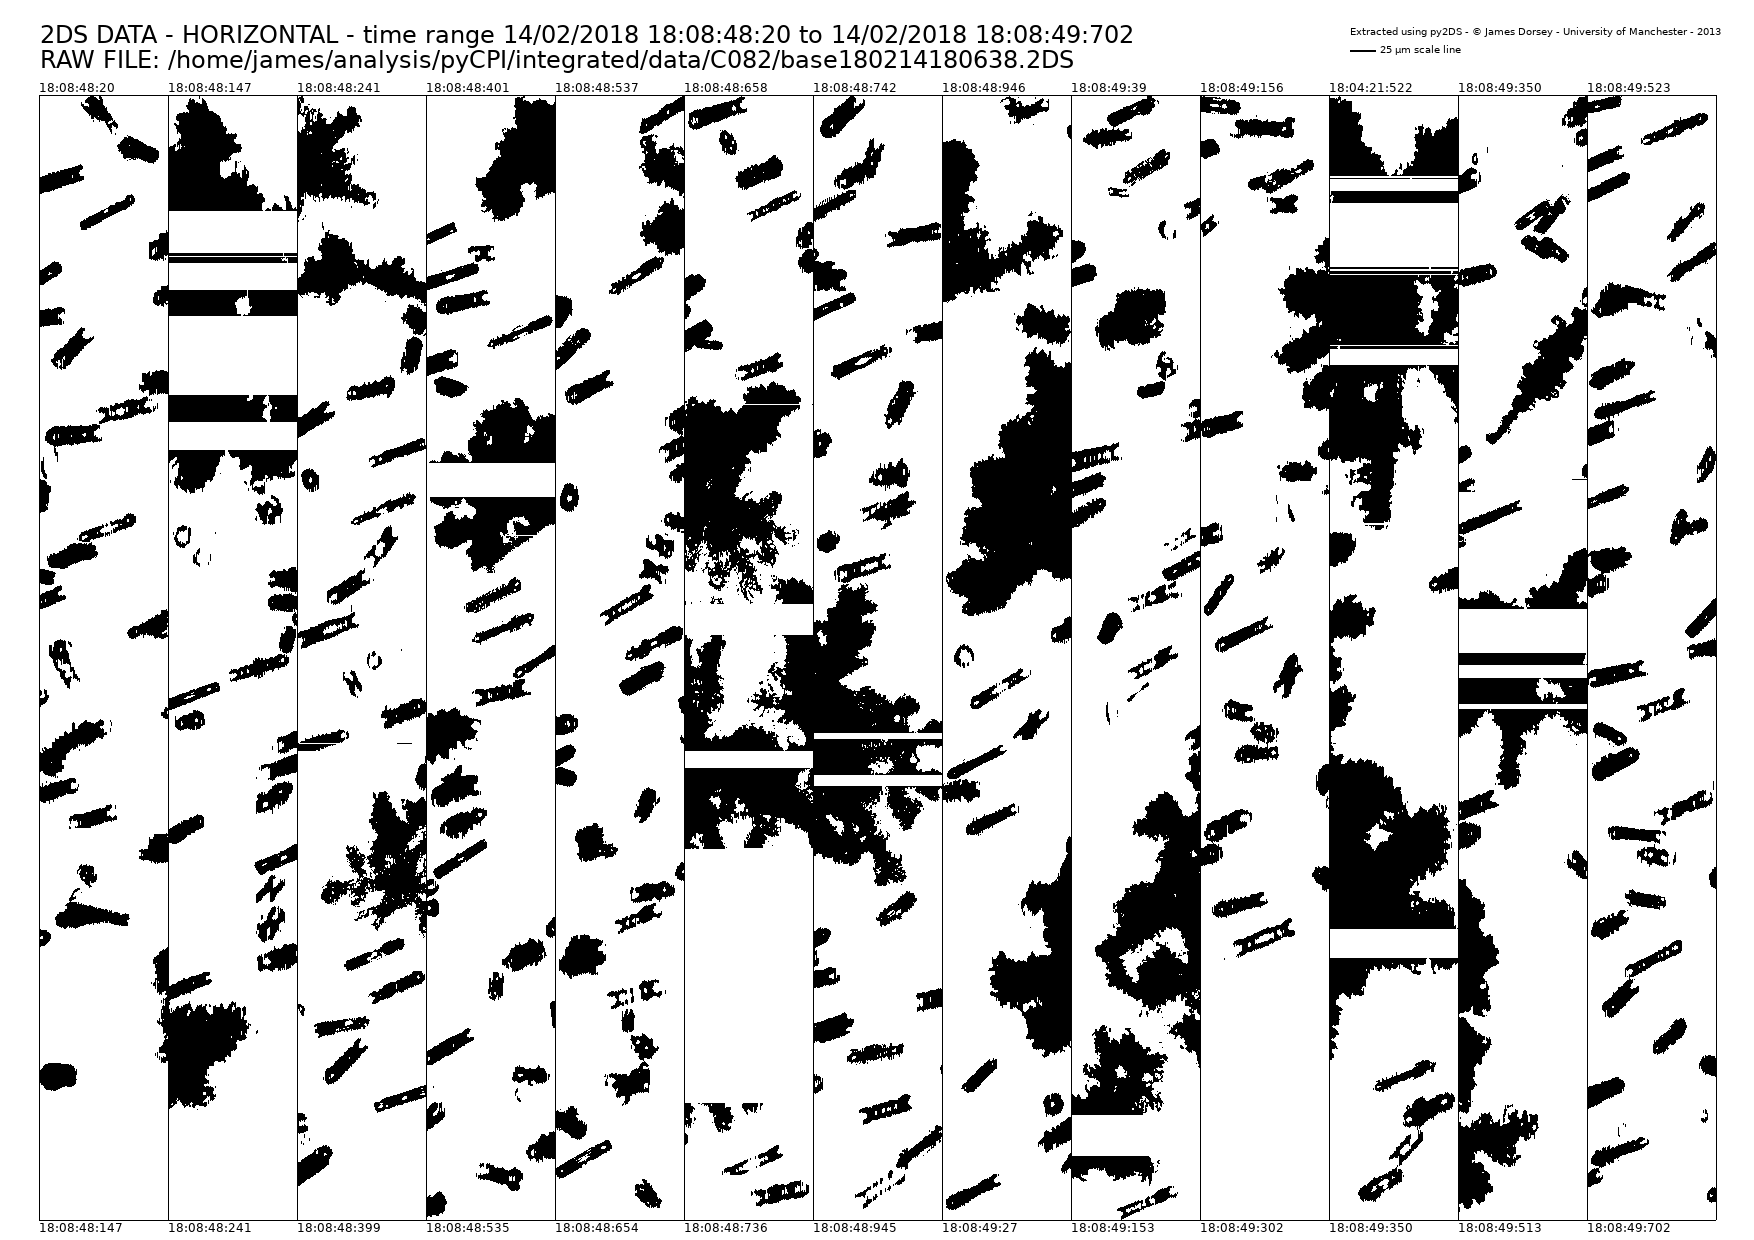 2DS DATA - HORIZONTAL - time range 14/02/2018 18:08:48:20 to 14/02/2018 18:08:49:702
RAW FILE: /home/james/analysis/pyCPI/integrated/data/C082/base180214180638.2DS
Extracted using py2DS - © James Dorsey - University of Manchester - 2013
25 µm scale line
18:08:48:20 18:08:48:147 18:08:48:241 18:08:48:401 18:08:48:537 18:08:48:658 18:08:48:742 18:08:48:946 18:08:49:39 18:08:49:156 18:04:21:522 18:08:49:350 18:08:49:523
18:08:48:147 18:08:48:241 18:08:48:399 18:08:48:535 18:08:48:654 18:08:48:736 18:08:48:945 18:08:49:27 18:08:49:153 18:08:49:302 18:08:49:350 18:08:49:513 18:08:49:702